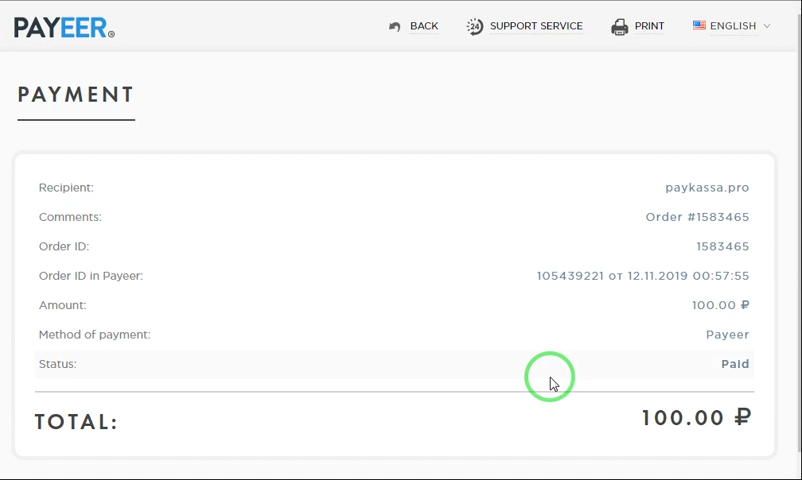 PAYEER® BACK 24 SUPPORT SERVICE PRINT ENGLISH
PAYMENT
Recipient: paykassa.pro
Comments: Order #1583465
Order ID: 1583465
Order ID in Payeer: 105439221 от 12.11.2019 00:57:55
Amount: 100.00 ₽
Method of payment: Payeer
Status: Paid
TOTAL: 100.00 ₽